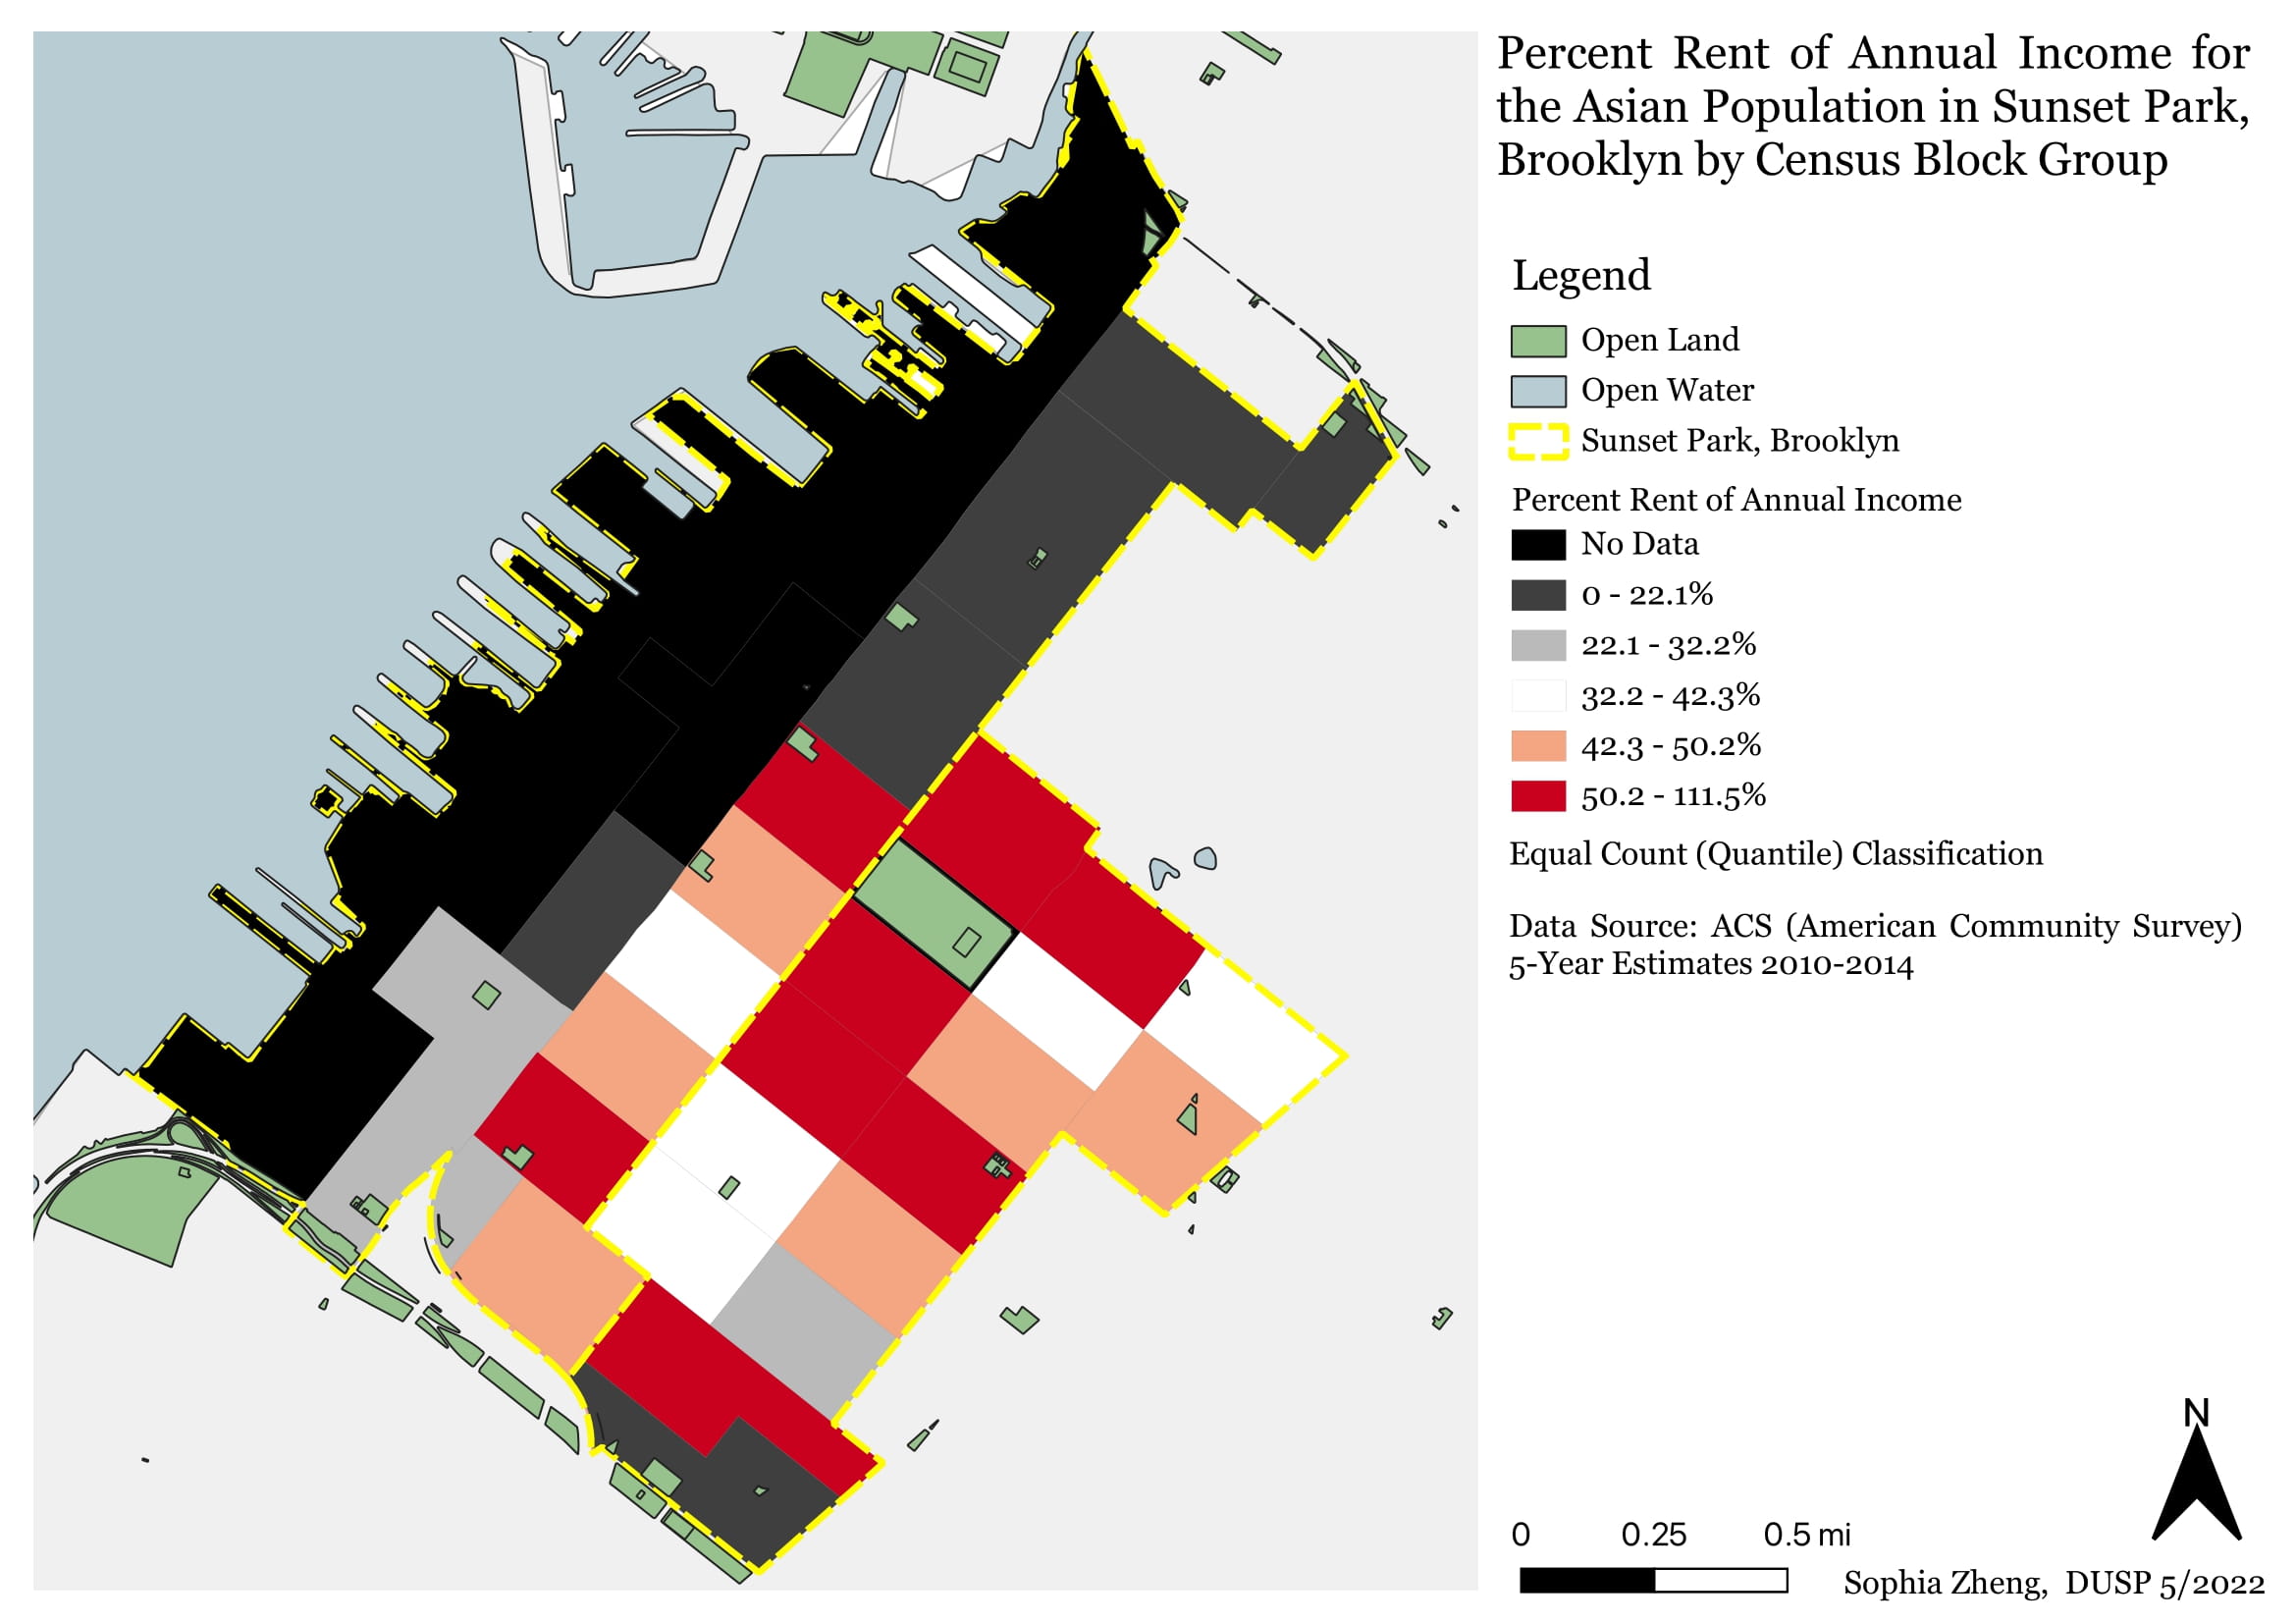 Percent Rent of Annual Income for
the Asian Population in Sunset Park,
Brooklyn by Census Block Group
Legend
Open Land
Open Water
Sunset Park, Brooklyn
Percent Rent of Annual Income
No Data
0 - 22.1%
22.1 - 32.2%
32.2 - 42.3%
42.3 - 50.2%
50.2 - 111.5%
Equal Count (Quantile) Classification
Data Source: ACS (American Community Survey)
5-Year Estimates 2010-2014
N
0 0.25 0.5 mi
Sophia Zheng, DUSP 5/2022